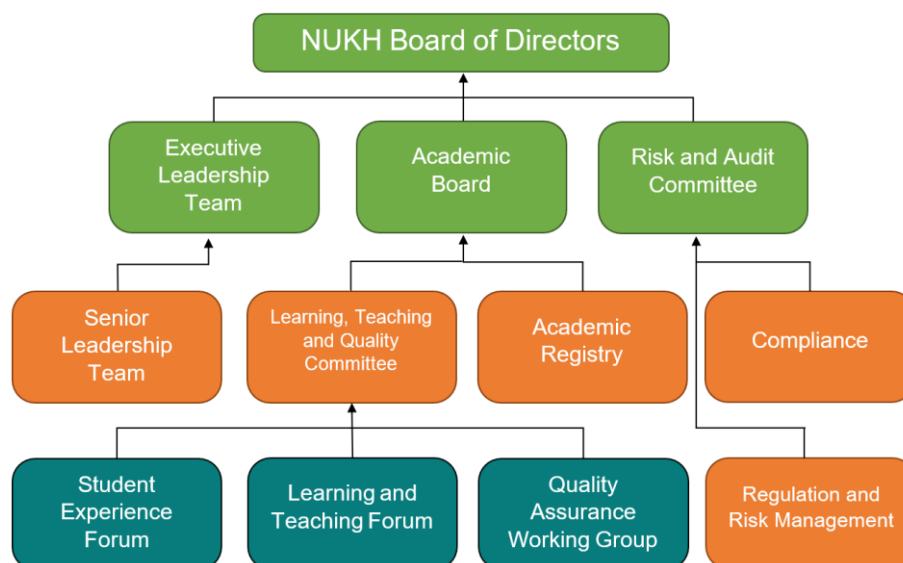 NUKH Board of Directors
Executive
Leadership
Team
Academic
Board
Risk and Audit
Committee
Senior
Leadership
Team
Learning, Teaching
and Quality
Committee
Academic
Registry
Compliance
Student
Experience
Forum
Learning and
Teaching Forum
Quality
Assurance
Working Group
Regulation and
Risk Management